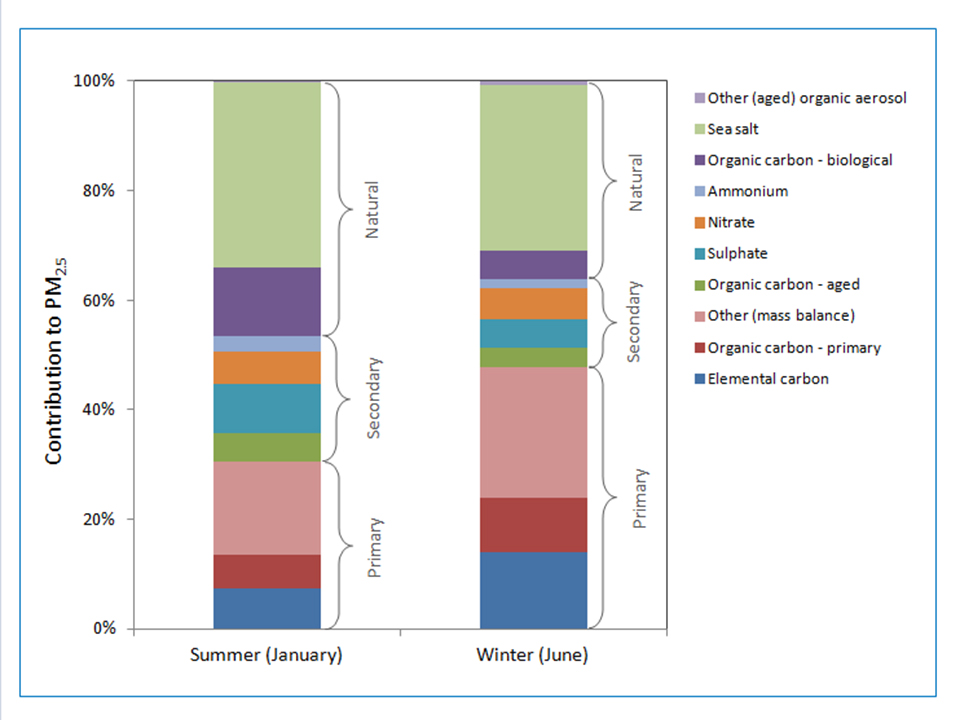 Contribution to PM2.5
100%
80%
60%
40%
20%
0%
Natural
Secondary
Primary
Natural
Secondary
Primary
Summer (January)
Winter (June)
Other (aged) organic aerosol
Sea salt
Organic carbon - biological
Ammonium
Nitrate
Sulphate
Organic carbon - aged
Other (mass balance)
Organic carbon - primary
Elemental carbon